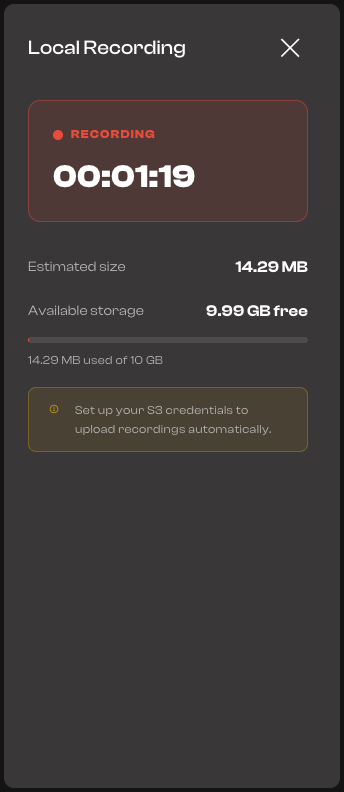 Local Recording
RECORDING
00:01:19
Estimated size 14.29 MB
Available storage 9.99 GB free
14.29 MB used of 10 GB
Set up your S3 credentials to
upload recordings automatically.